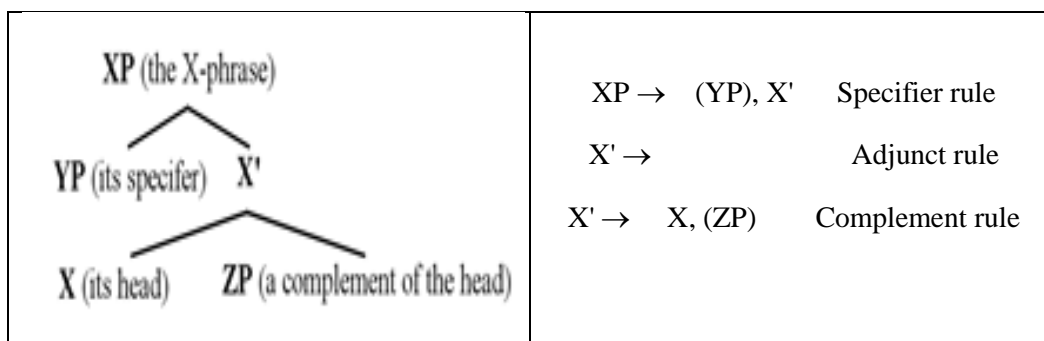 XP (the X-phrase)
YP (its specifer) X'
X (its head) ZP (a complement of the head)
XP → (YP), X' Specifier rule
X' → Adjunct rule
X' → X, (ZP) Complement rule